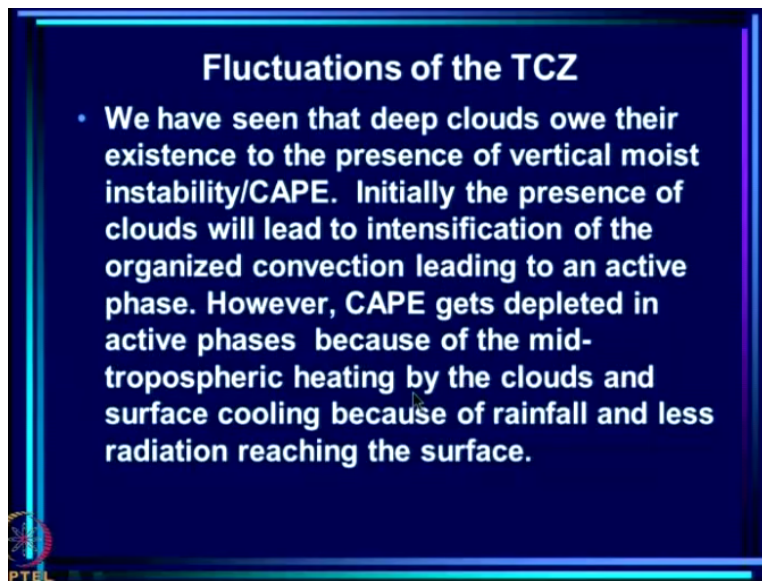 Fluctuations of the TCZ
• We have seen that deep clouds owe their
existence to the presence of vertical moist
instability/CAPE. Initially the presence of
clouds will lead to intensification of the
organized convection leading to an active
phase. However, CAPE gets depleted in
active phases because of the mid-
tropospheric heating by the clouds and
surface cooling because of rainfall and less
radiation reaching the surface.
PTEL